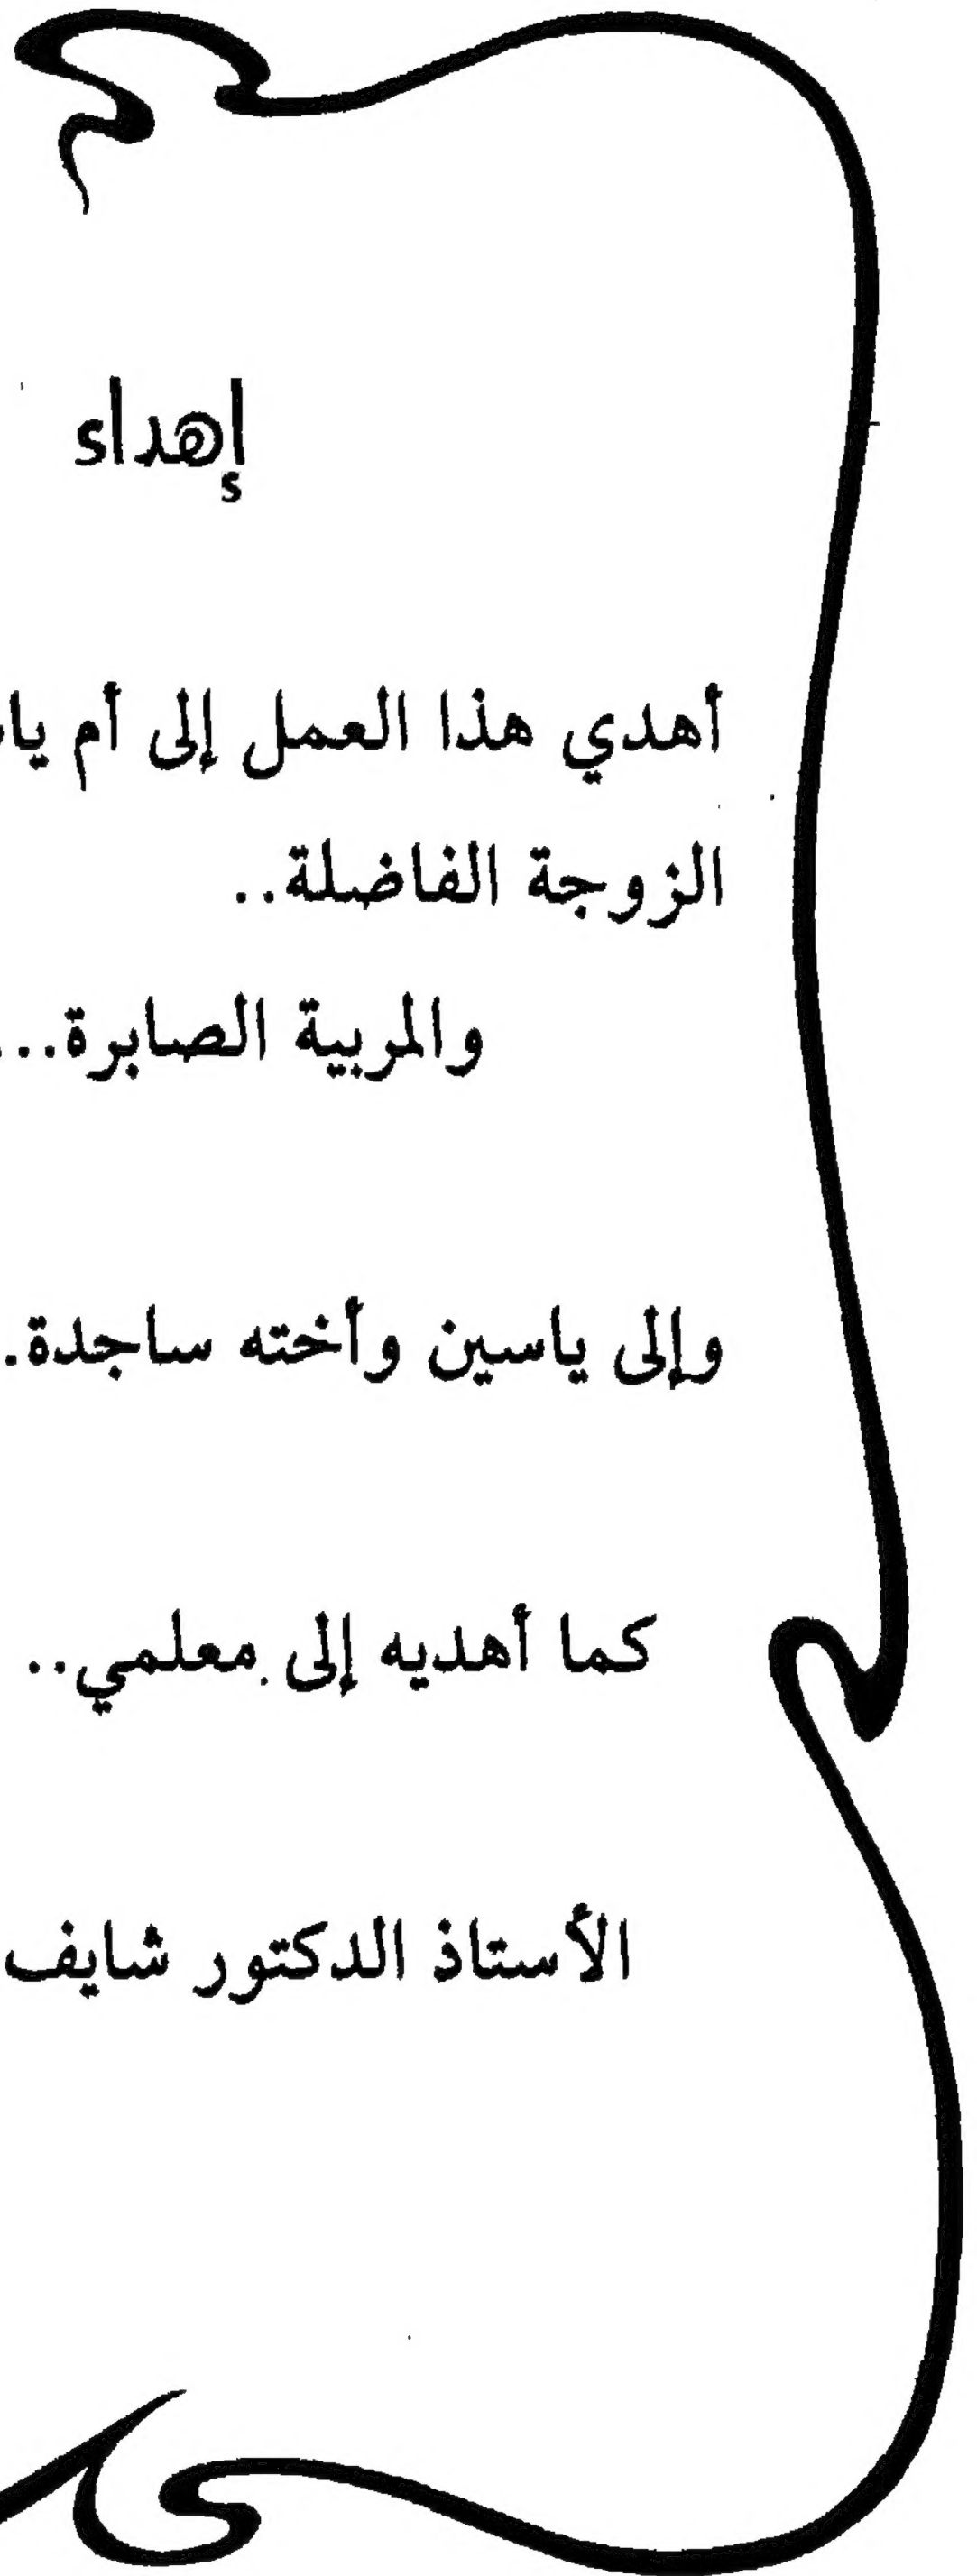 إهداء
أهدي هذا العمل إلى أم
الزوجة الفاضلة..
والمربية الصابرة...
وإلى ياسين وأخته ساجدة.
كما أهديه إلى معلمي..
الأستاذ الدكتور شايف